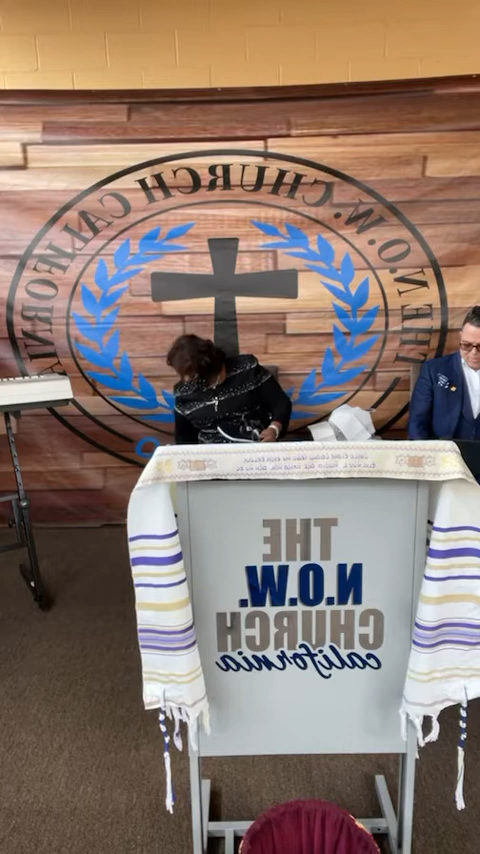 THE N.O.W. CHURCH CALIFORNIA
THE
N.O.W.
CHURCH
california